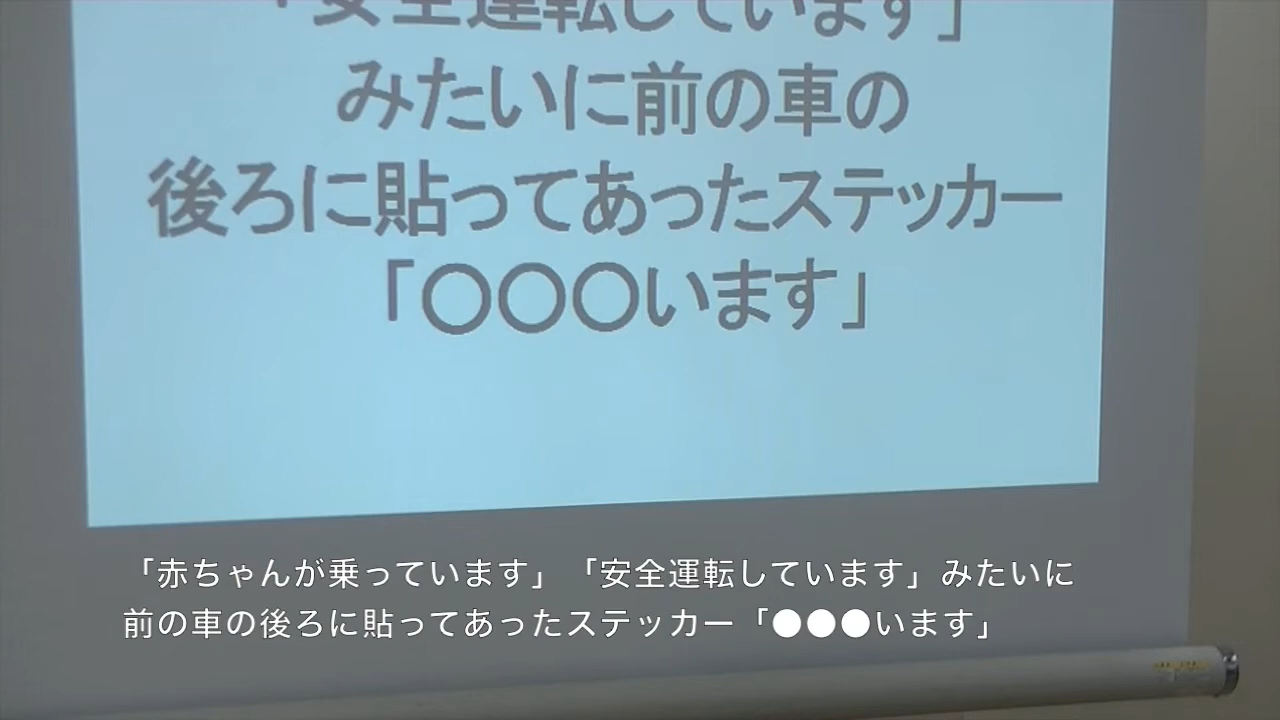 「安全運転しています」
みたいに前の車の
後ろに貼ってあったステッカー
「〇〇〇います」
「赤ちゃんが乗っています」「安全運転しています」みたいに
前の車の後ろに貼ってあったステッカー「●●●います」